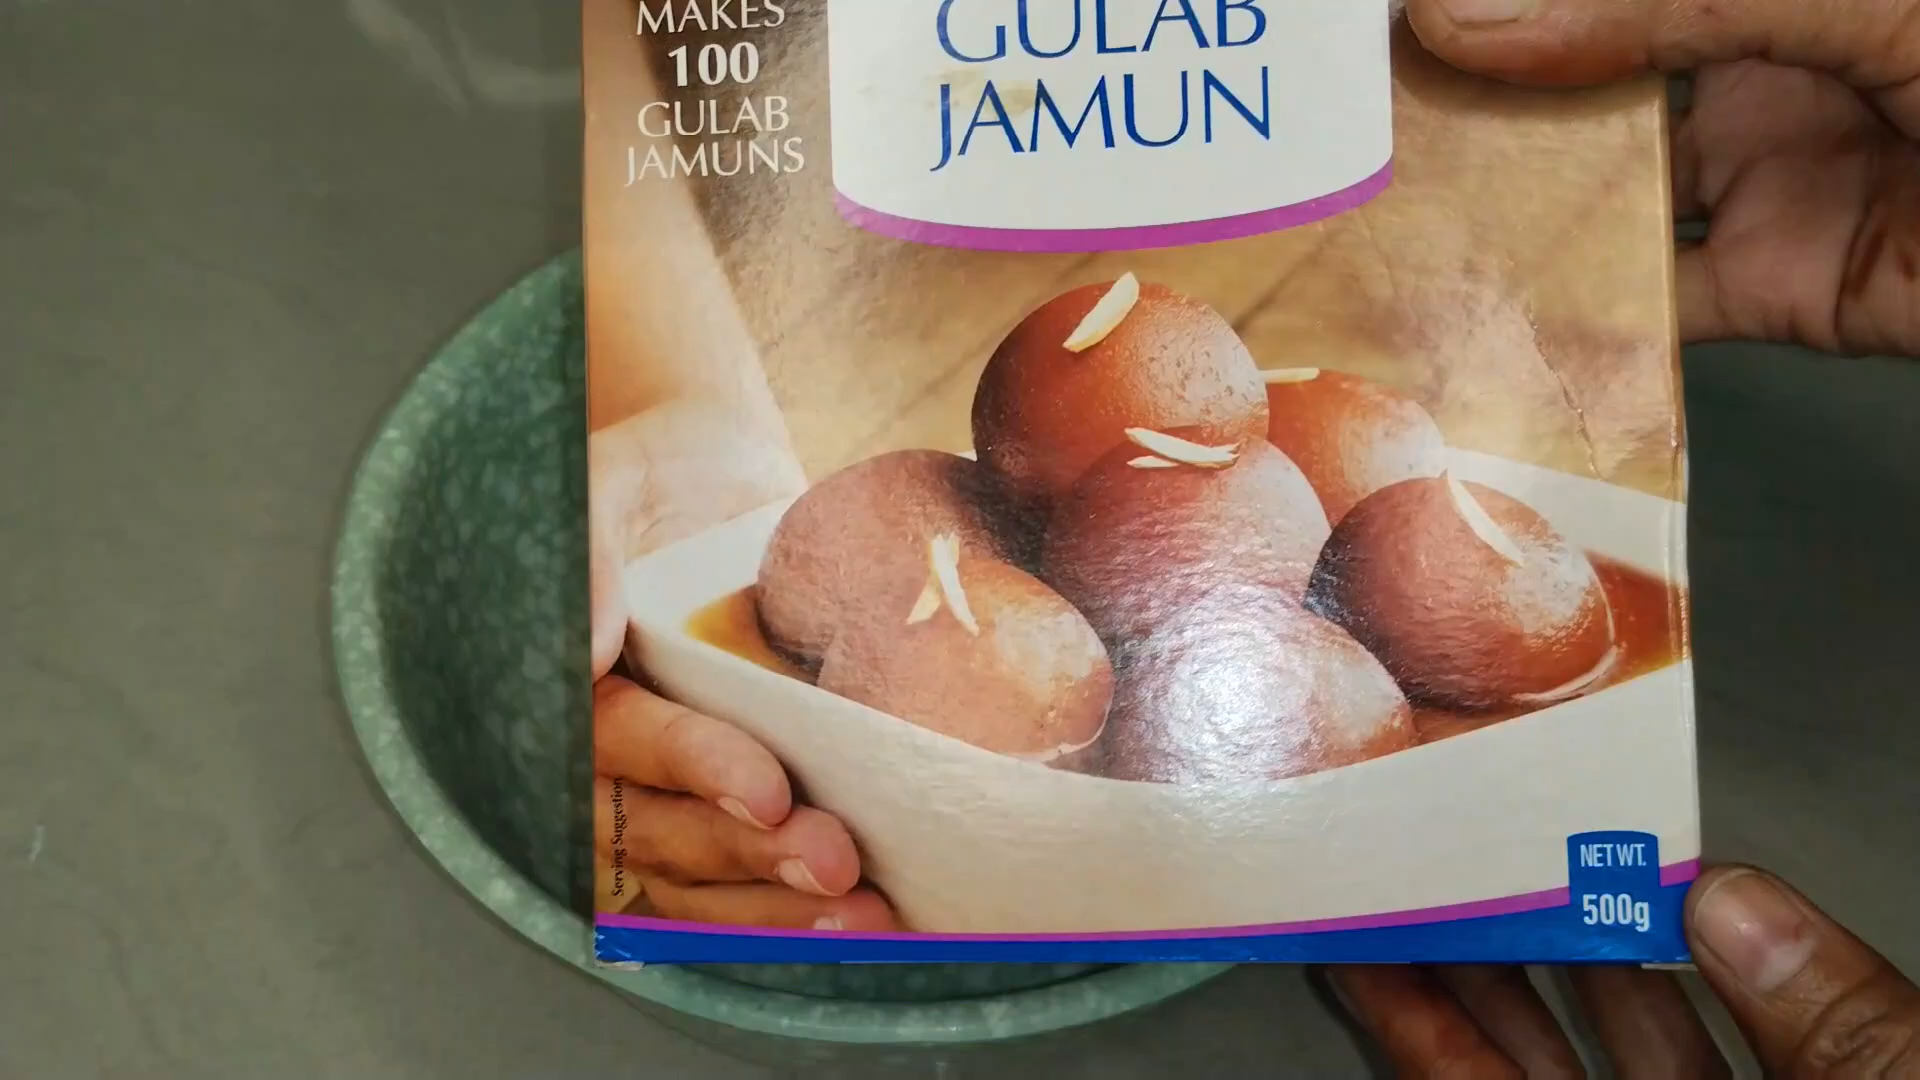 MAKES
100
GULAB
JAMUNS
GULAB
JAMUN
Serving Suggestion
NET WT.
500g